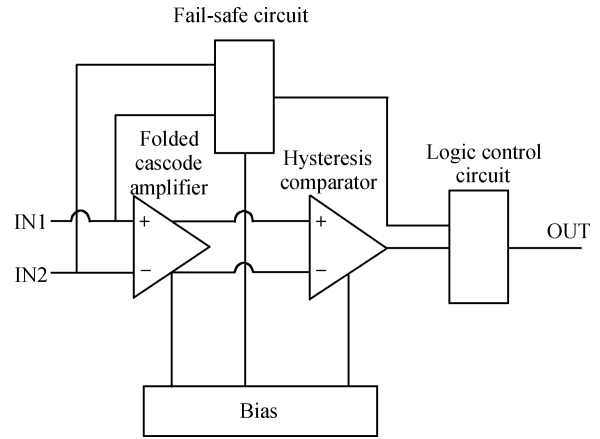 Fail-safe circuit
Folded
cascode
amplifier
Hysteresis
comparator
Logic control
circuit
IN1
+
+
OUT
IN2
−
−
Bias